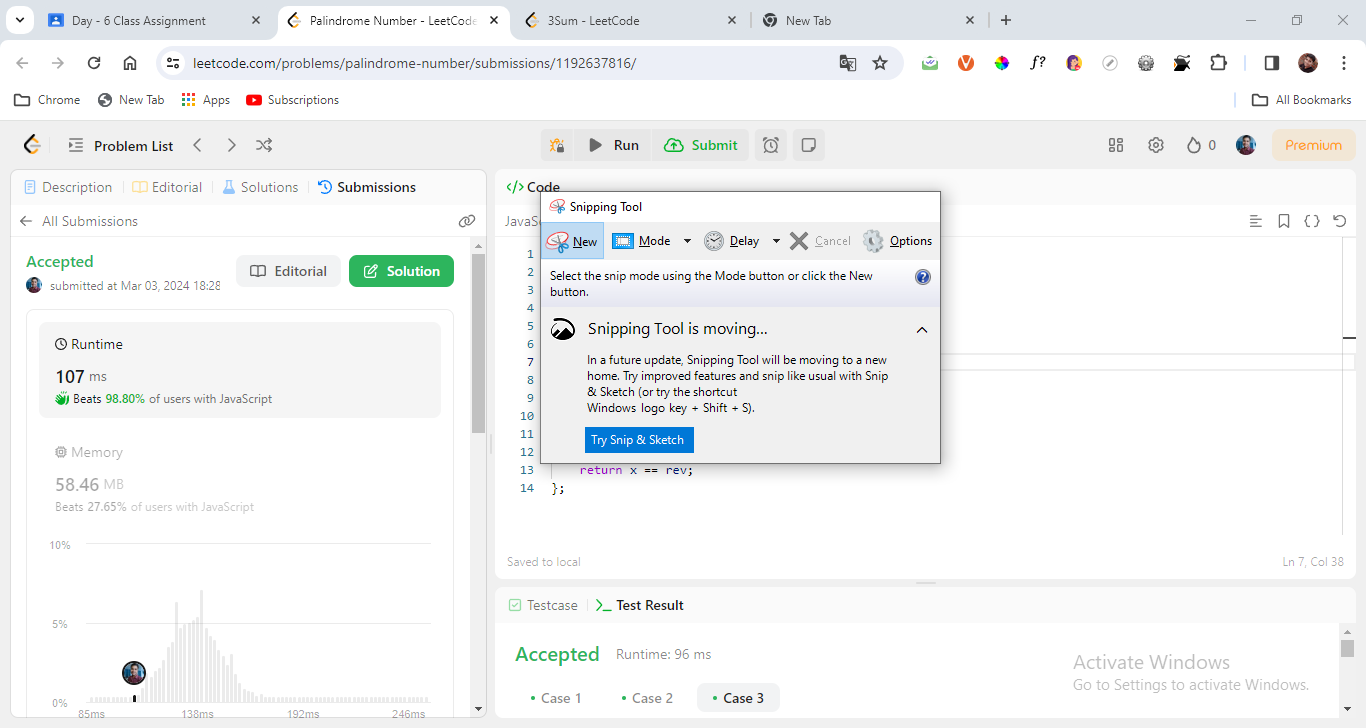 Day - 6 Class Assignment
Palindrome Number - LeetCode
3Sum - LeetCode
New Tab
leetcode.com/problems/palindrome-number/submissions/1192637816/
f?
Chrome
New Tab
Apps
Subscriptions
All Bookmarks
Problem List
Run
Submit
0
Premium
Description
Editorial
Solutions
Submissions
</> Code
All Submissions
JavaS
Accepted
submitted at Mar 03, 2024 18:28
Editorial
Solution
Runtime
107 ms
Beats 98.80% of users with JavaScript
Memory
58.46 MB
Beats 27.65% of users with JavaScript
10%
5%
0%
85ms
138ms
192ms
246ms
Snipping Tool
New
Mode
Delay
Cancel
Options
Select the snip mode using the Mode button or click the New
button.
Snipping Tool is moving...
In a future update, Snipping Tool will be moving to a new
home. Try improved features and snip like usual with Snip
& Sketch (or try the shortcut
Windows logo key + Shift + S).
Try Snip & Sketch
1
2
3
4
5
6
7
8
9
10
11
12
13 return x == rev;
14 };
Saved to local
Ln 7, Col 38
Testcase
Test Result
Accepted
Runtime: 96 ms
• Case 1
• Case 2
• Case 3
Activate Windows
Go to Settings to activate Windows.